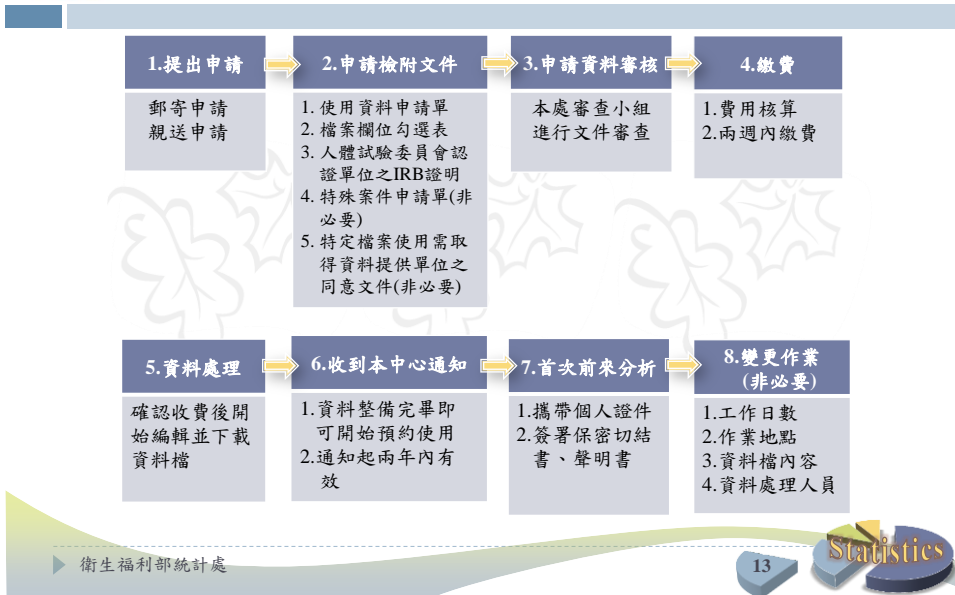 1.提出申請
郵寄申請
親送申請
2.申請檢附文件
1. 使用資料申請單
2. 檔案欄位勾選表
3. 人體試驗委員會認
證單位之IRB證明
4. 特殊案件申請單(非
必要)
5. 特定檔案使用需取
得資料提供單位之
同意文件(非必要)
3.申請資料審核
本處審查小組
進行文件審查
4.繳費
1.費用核算
2.兩週內繳費
5.資料處理
確認收費後開
始編輯並下載
資料檔
6.收到本中心通知
1.資料整備完畢即
可開始預約使用
2.通知起兩年內有
效
7.首次前來分析
1.攜帶個人證件
2.簽署保密切結
書、聲明書
8.變更作業
(非必要)
1.工作日數
2.作業地點
3.資料檔內容
4.資料處理人員
衛生福利部統計處
13
Statistics